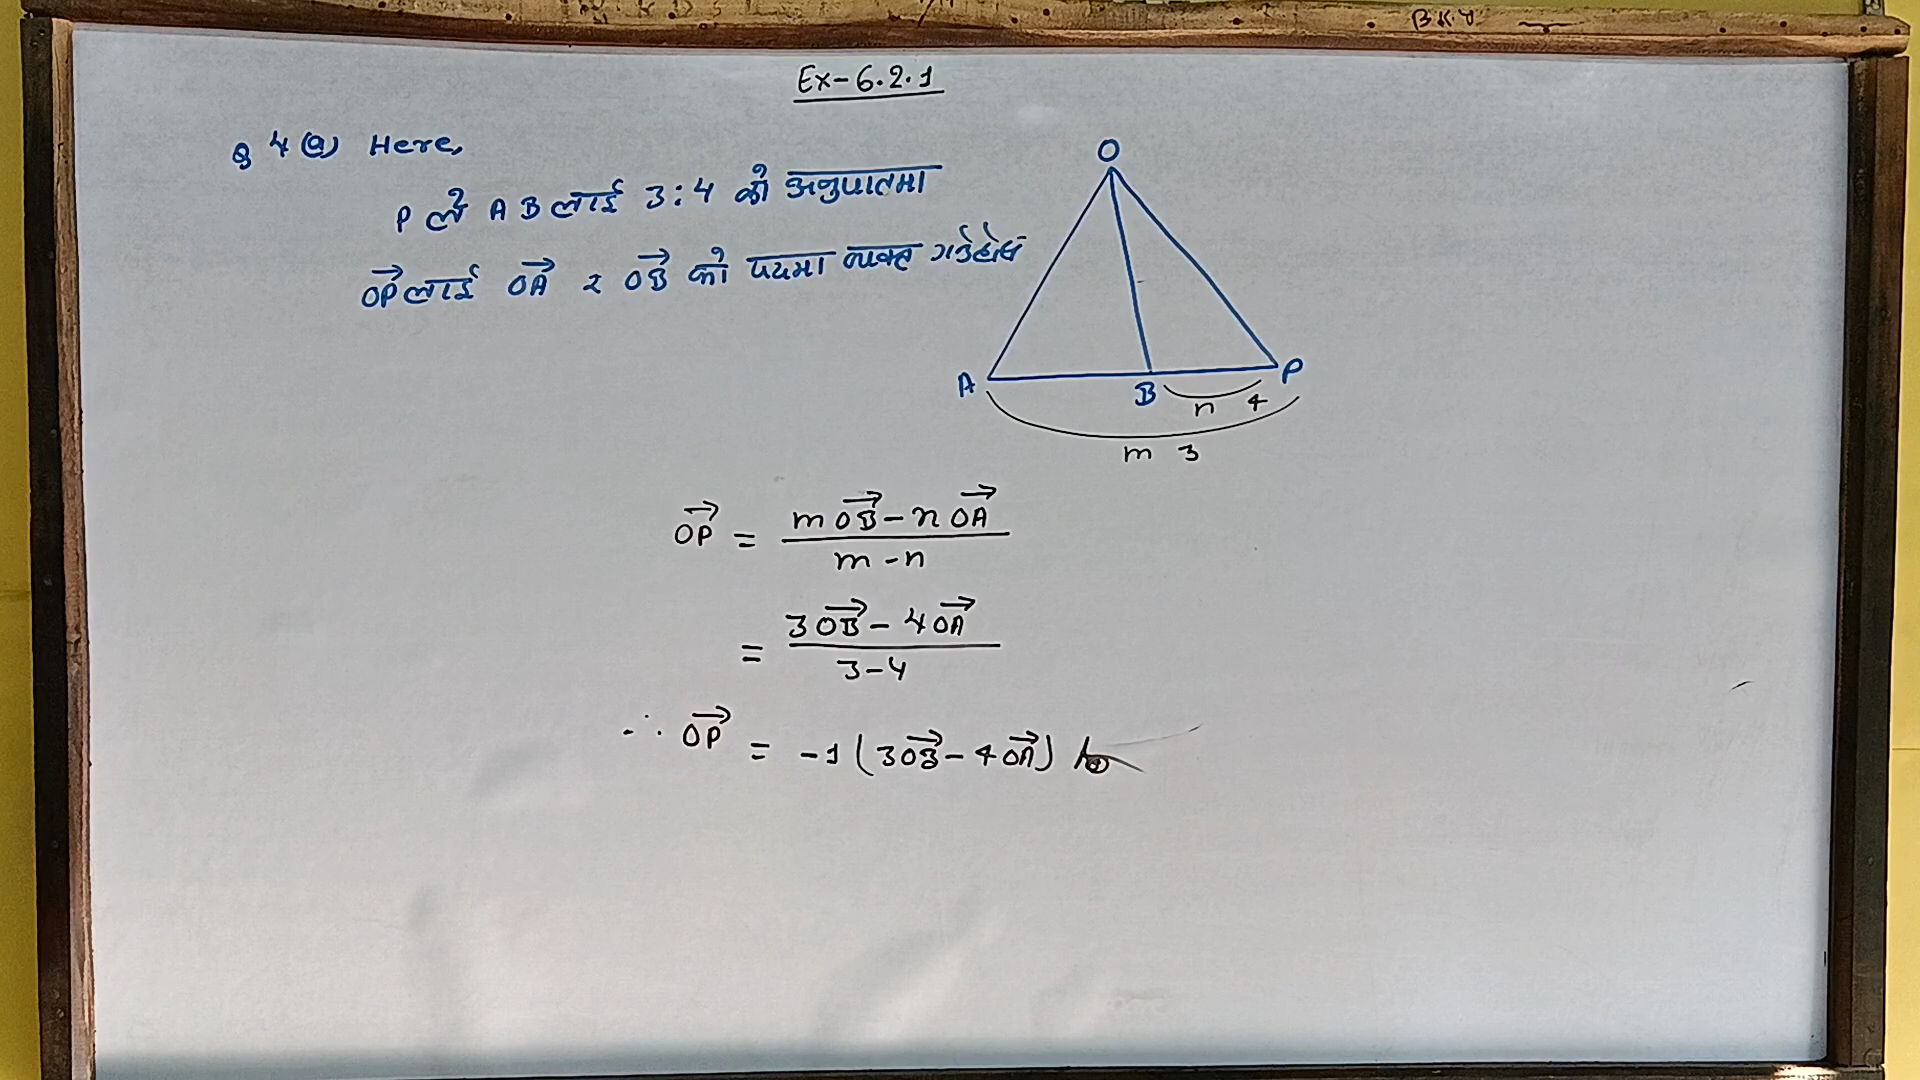 BKY
Ex-6.2.1
Q 4 (a) Here,
P ले AB लाई 3:4 को अनुपातमा
OP लाई OA र OB को पदमा व्यक्त गर्नुहोस्
O
A
B
P
n 4
m 3
OP = (m OB - n OA) / (m - n)
= (3 OB - 4 OA) / (3 - 4)
∴ OP = -1 (3 OB - 4 OA)